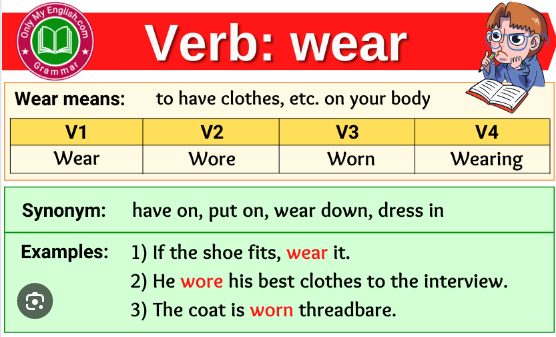 Only My English.com
Grammar
Verb: wear
Wear means: to have clothes, etc. on your body
V1 V2 V3 V4
Wear Wore Worn Wearing
Synonym: have on, put on, wear down, dress in
Examples: 1) If the shoe fits, wear it.
2) He wore his best clothes to the interview.
3) The coat is worn threadbare.